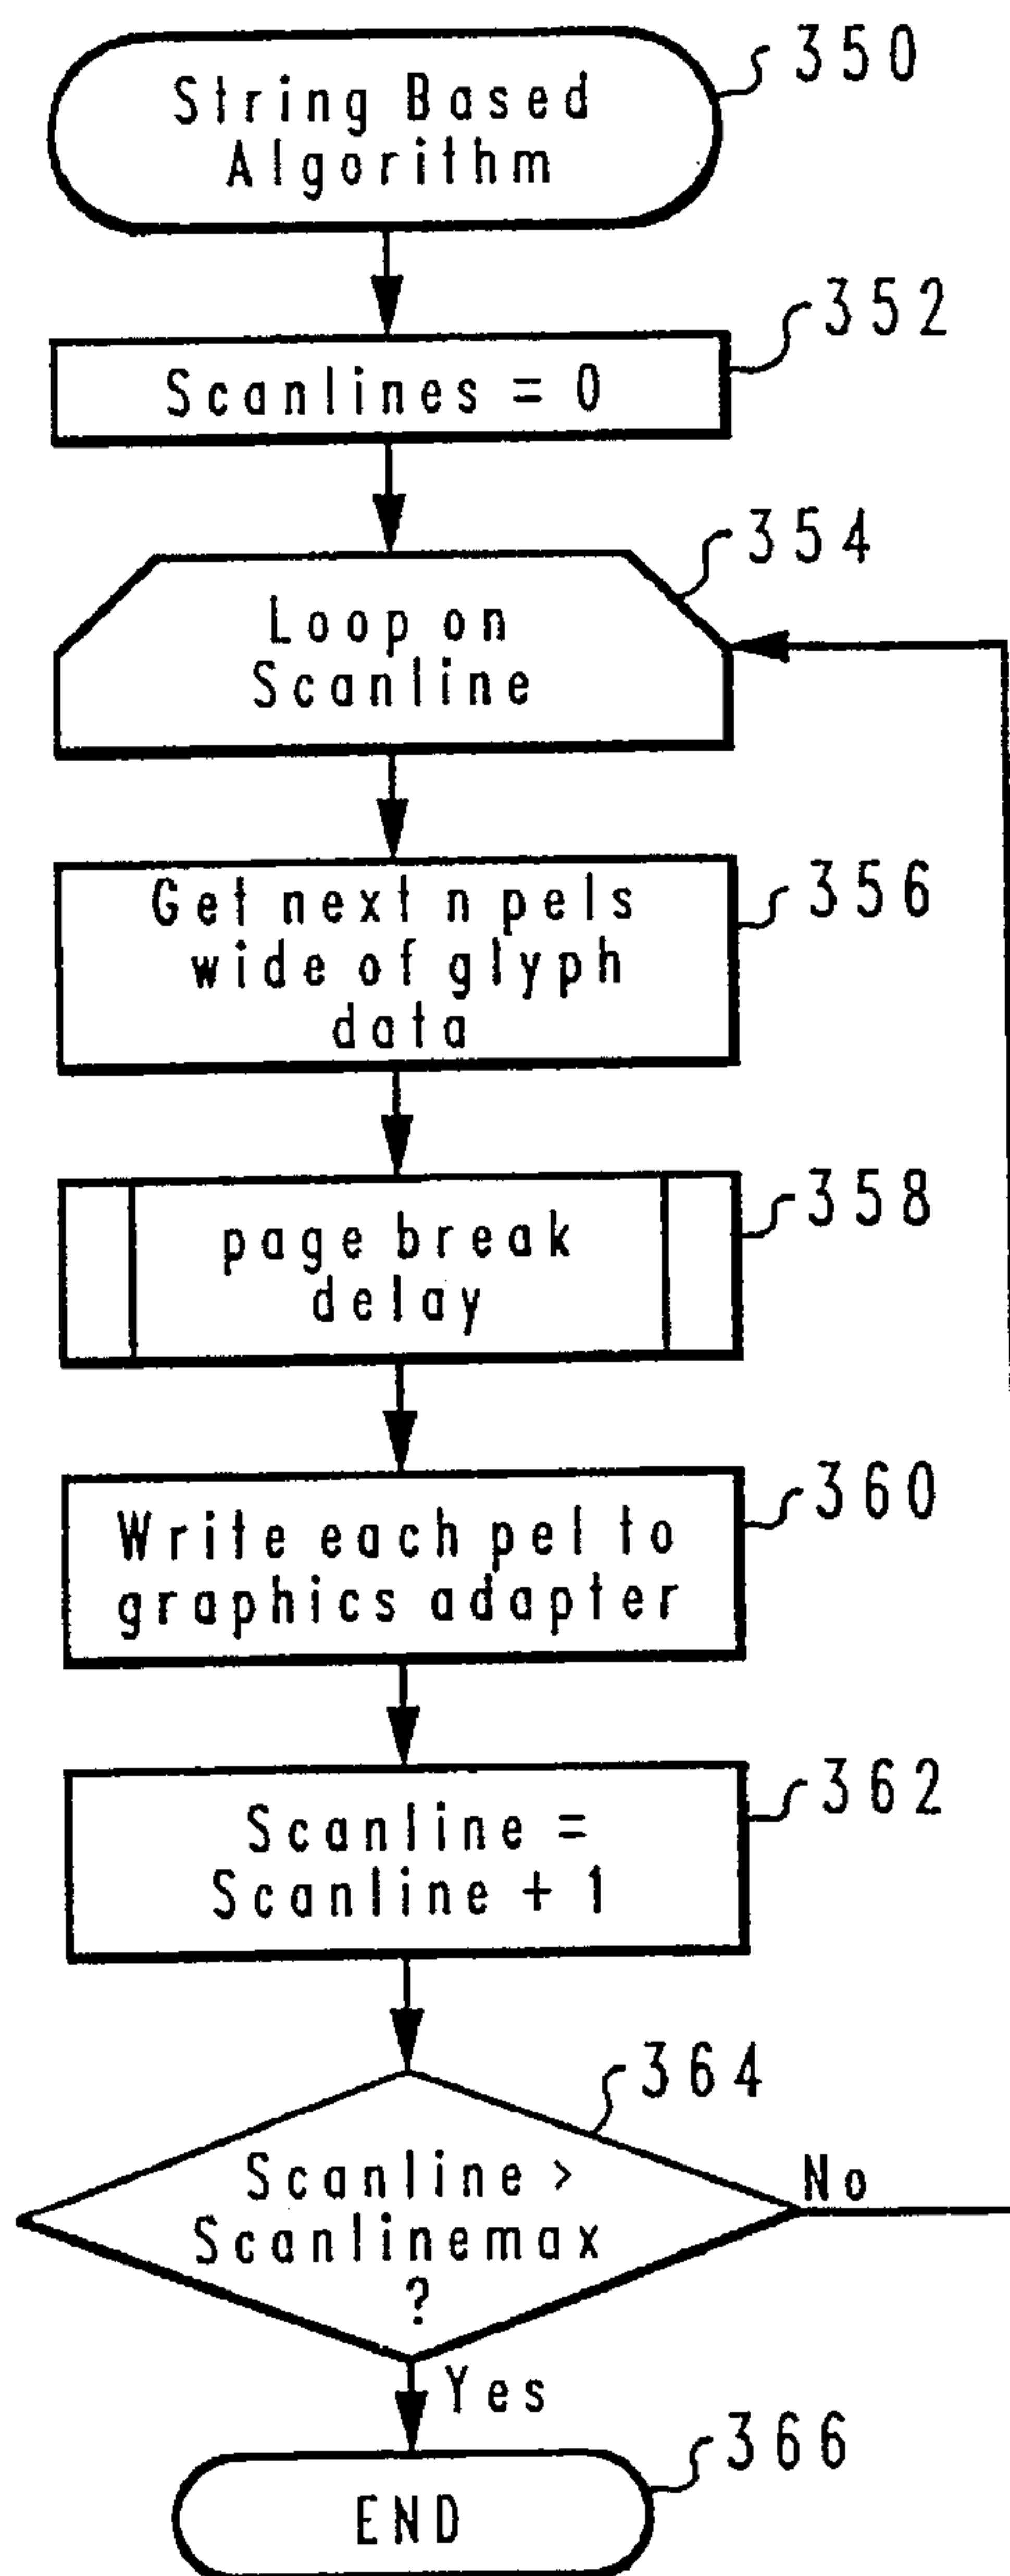 350
String Based
Algorithm
352
Scanlines = 0
354
Loop on
Scanline
356
Get next n pels
wide of glyph
data
358
page break
delay
360
Write each pel to
graphics adapter
362
Scanline =
Scanline + 1
364
Scanline >
Scanlinemax
?
No
Yes
366
END